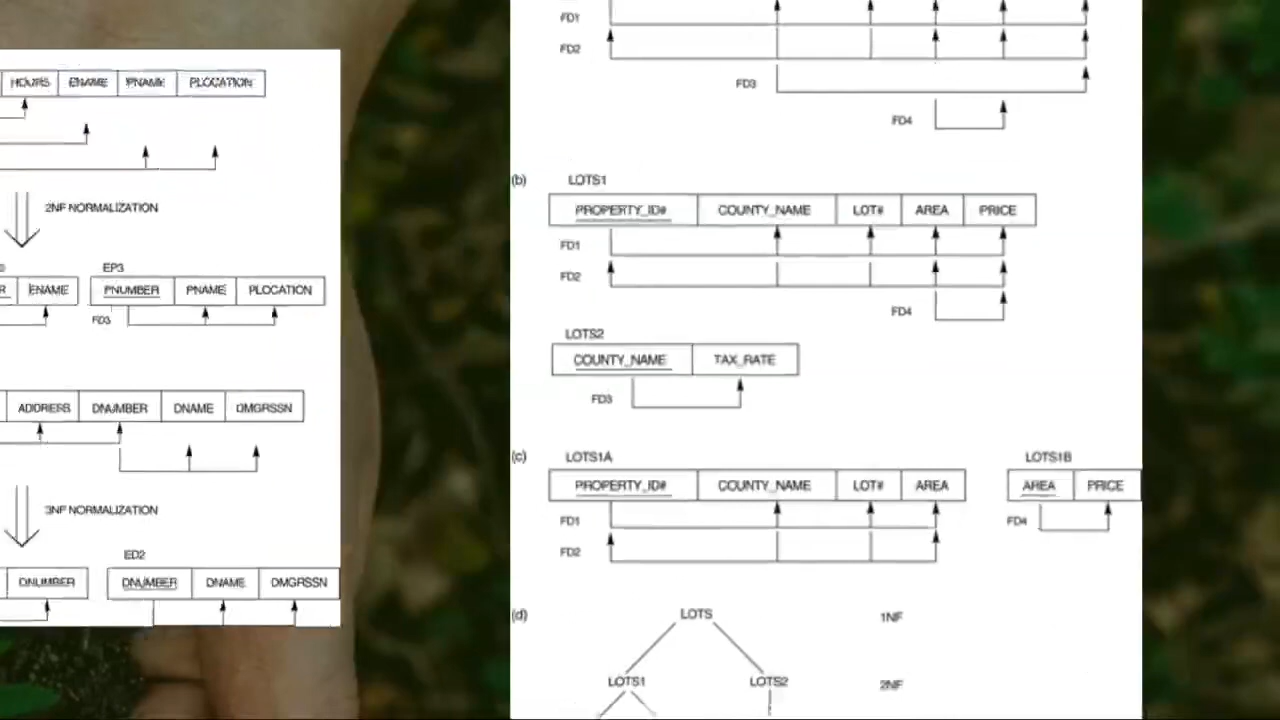 HOURS ENAME PNAME PLOCATION
2NF NORMALIZATION
EP3
R ENAME PNUMBER PNAME PLOCATION
FD3
ADDRESS DNUMBER DNAME DMGRSSN
3NF NORMALIZATION
ED2
DNUMBER DNUMBER DNAME DMGRSSN
FD1
FD2
FD3
FD4
(b) LOTS1
PROPERTY_ID# COUNTY_NAME LOT# AREA PRICE
FD1
FD2
FD4
LOTS2
COUNTY_NAME TAX_RATE
FD3
(c) LOTS1A LOTS1B
PROPERTY_ID# COUNTY_NAME LOT# AREA AREA PRICE
FD1 FD4
FD2
(d) LOTS 1NF
LOTS1 LOTS2 2NF